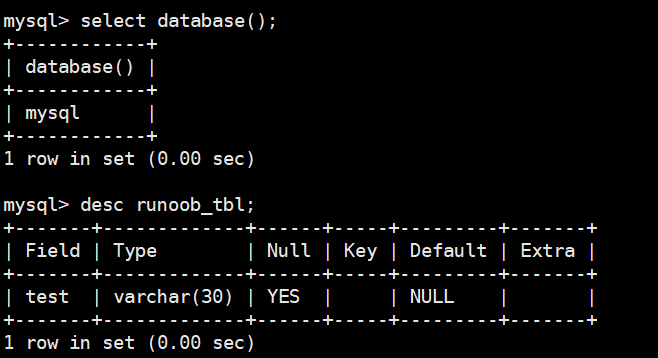 mysql> select database();
+------------+
| database() |
+------------+
| mysql      |
+------------+
1 row in set (0.00 sec)

mysql> desc runoob_tbl;
+-------+-------------+------+-----+---------+-------+
| Field | Type        | Null | Key | Default | Extra |
+-------+-------------+------+-----+---------+-------+
| test  | varchar(30) | YES  |     | NULL    |       |
+-------+-------------+------+-----+---------+-------+
1 row in set (0.00 sec)